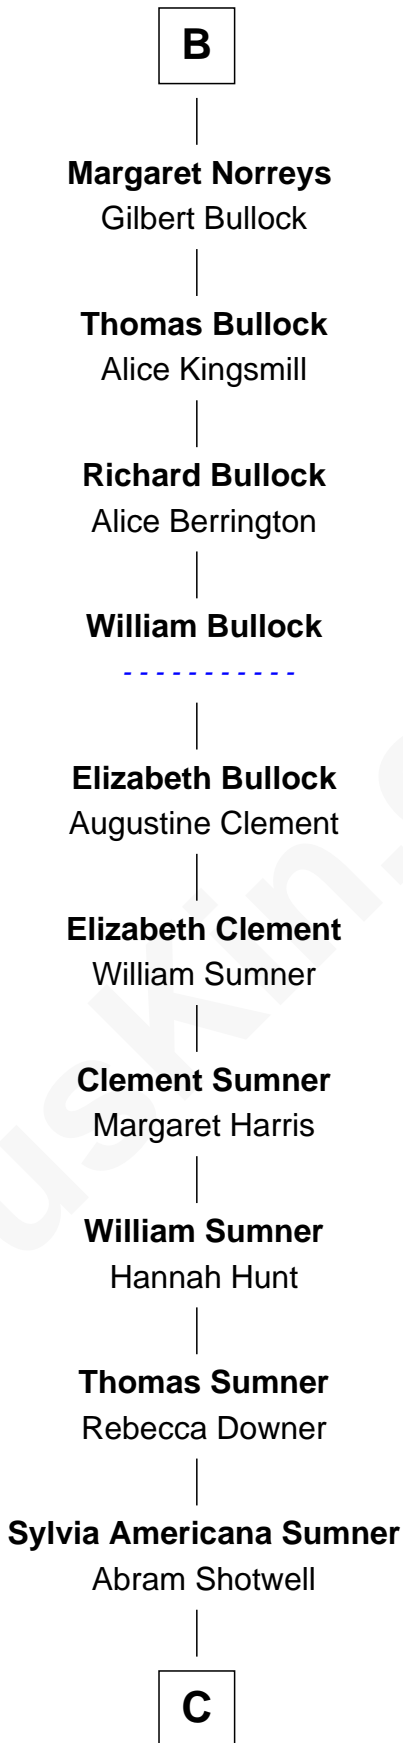 B
Margaret Norreys
Gilbert Bullock
Thomas Bullock
Alice Kingsmill
Richard Bullock
Alice Berrington
William Bullock
- - - - - - - - - - -
Elizabeth Bullock
Augustine Clement
Elizabeth Clement
William Sumner
Clement Sumner
Margaret Harris
William Sumner
Hannah Hunt
Thomas Sumner
Rebecca Downer
Sylvia Americana Sumner
Abram Shotwell
C